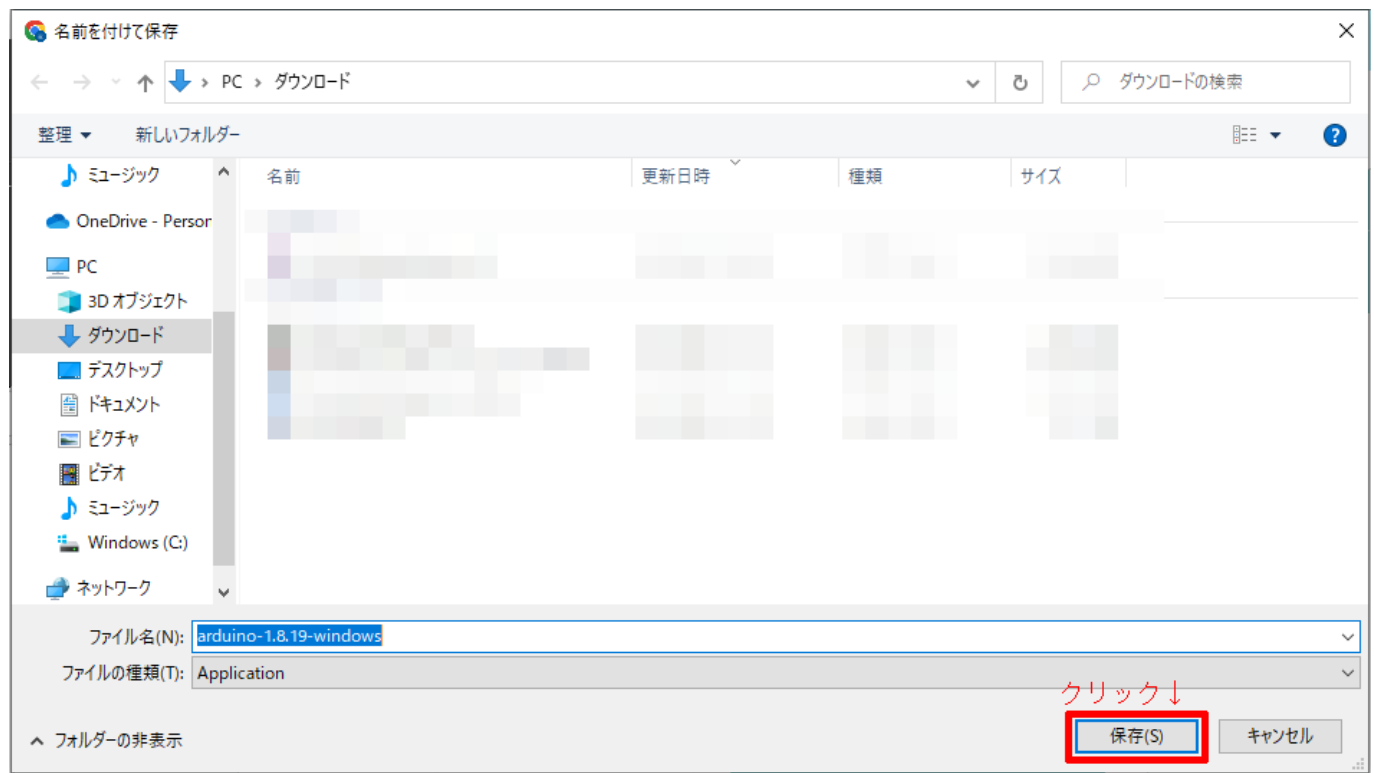 名前を付けて保存
PC › ダウンロード
ダウンロードの検索
整理
新しいフォルダー
名前 更新日時 種類 サイズ
ミュージック
OneDrive - Person
PC
3D オブジェクト
ダウンロード
デスクトップ
ドキュメント
ピクチャ
ビデオ
ミュージック
Windows (C:)
ネットワーク
ファイル名(N): arduino-1.8.19-windows
ファイルの種類(T): Application
クリック↓
フォルダーの非表示
保存(S) キャンセル